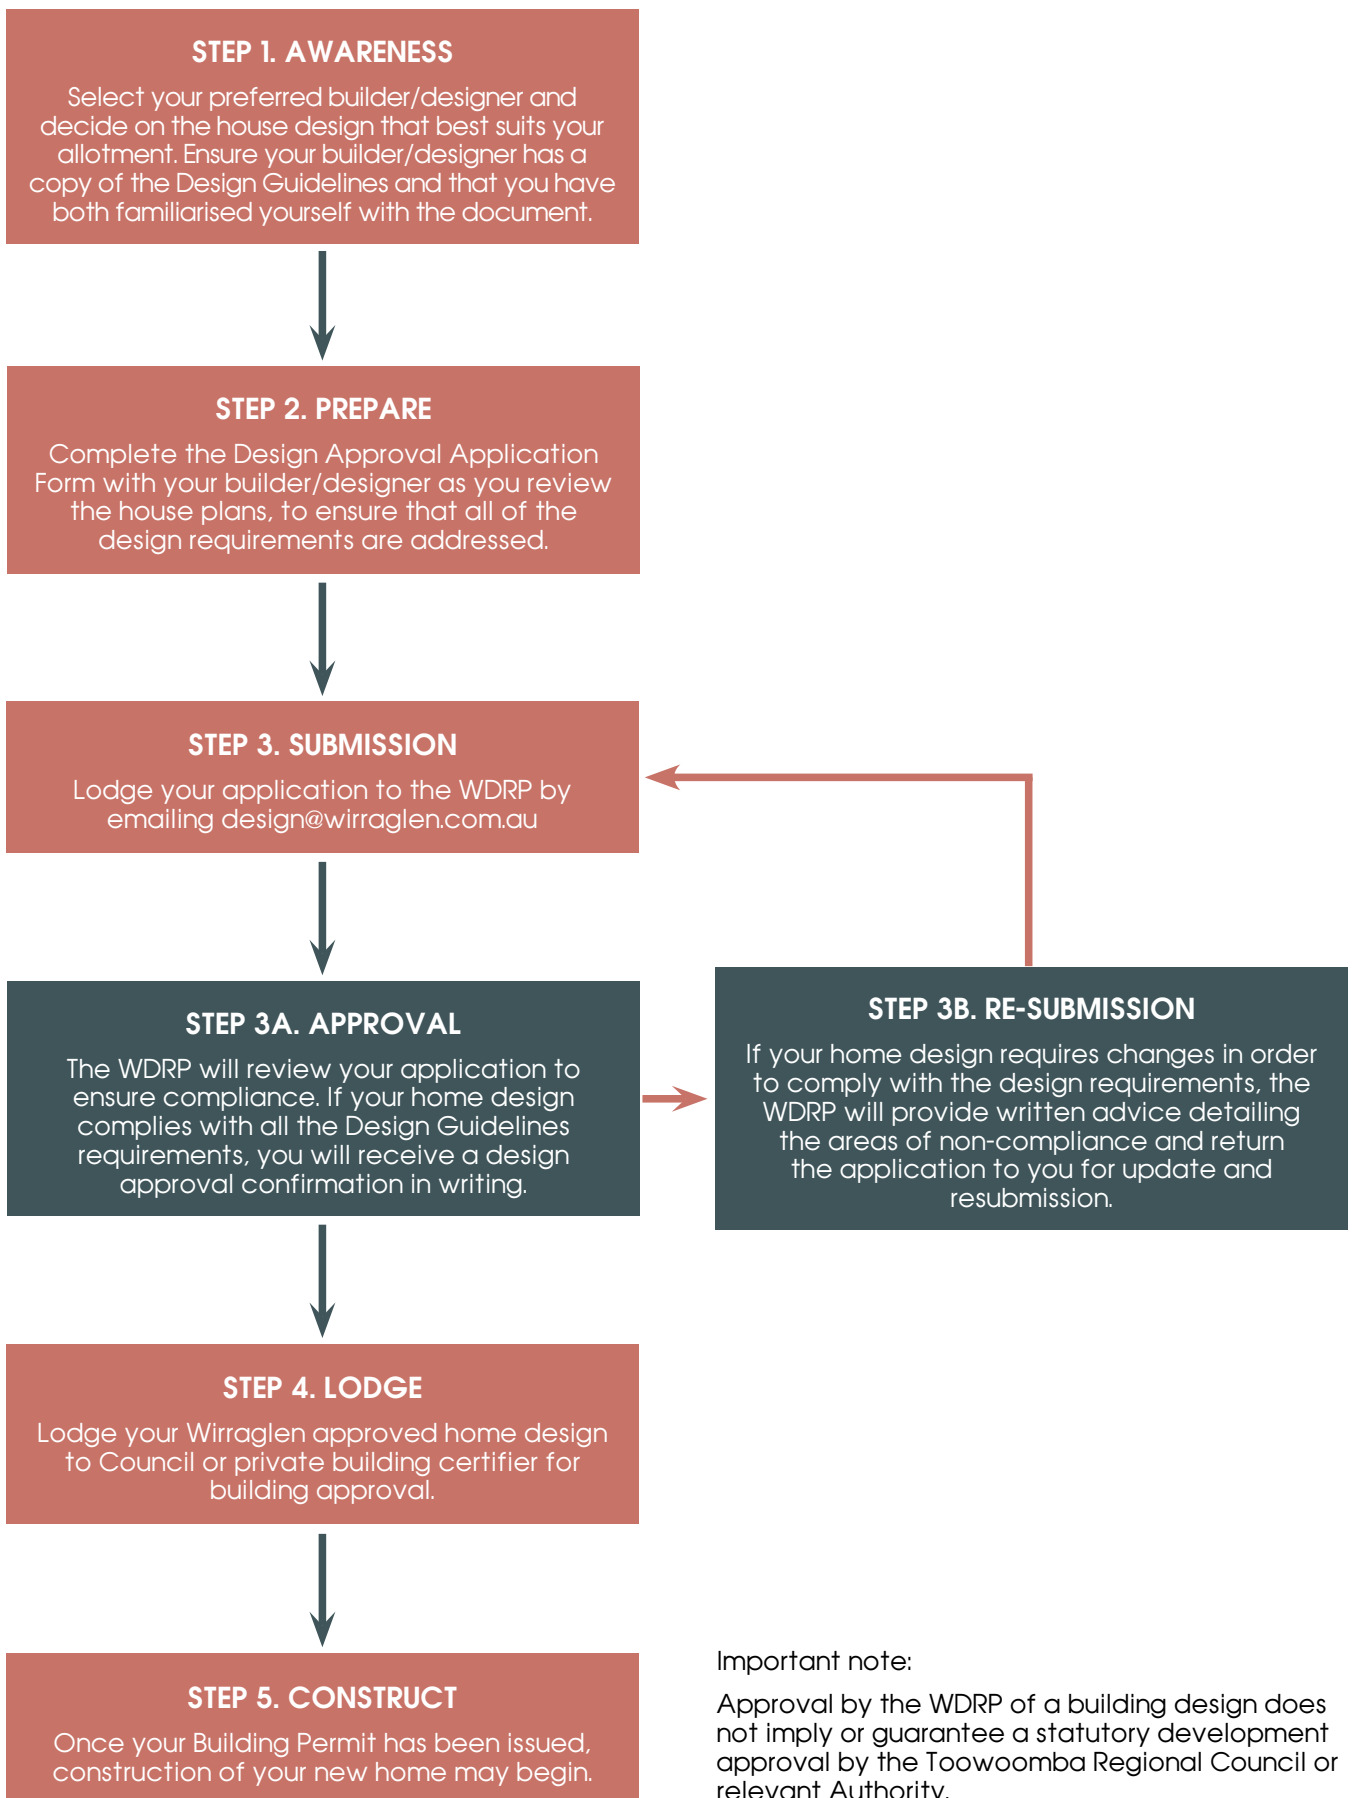 STEP 1. AWARENESS
Select your preferred builder/designer and
decide on the house design that best suits your
allotment. Ensure your builder/designer has a
copy of the Design Guidelines and that you have
both familiarised yourself with the document.
STEP 2. PREPARE
Complete the Design Approval Application
Form with your builder/designer as you review
the house plans, to ensure that all of the
design requirements are addressed.
STEP 3. SUBMISSION
Lodge your application to the WDRP by
emailing design@wirraglen.com.au
STEP 3A. APPROVAL
The WDRP will review your application to
ensure compliance. If your home design
complies with all the Design Guidelines
requirements, you will receive a design
approval confirmation in writing.
STEP 3B. RE-SUBMISSION
If your home design requires changes in order
to comply with the design requirements, the
WDRP will provide written advice detailing
the areas of non-compliance and return
the application to you for update and
resubmission.
STEP 4. LODGE
Lodge your Wirraglen approved home design
to Council or private building certifier for
building approval.
STEP 5. CONSTRUCT
Once your Building Permit has been issued,
construction of your new home may begin.
Important note:
Approval by the WDRP of a building design does
not imply or guarantee a statutory development
approval by the Toowoomba Regional Council or
relevant Authority.